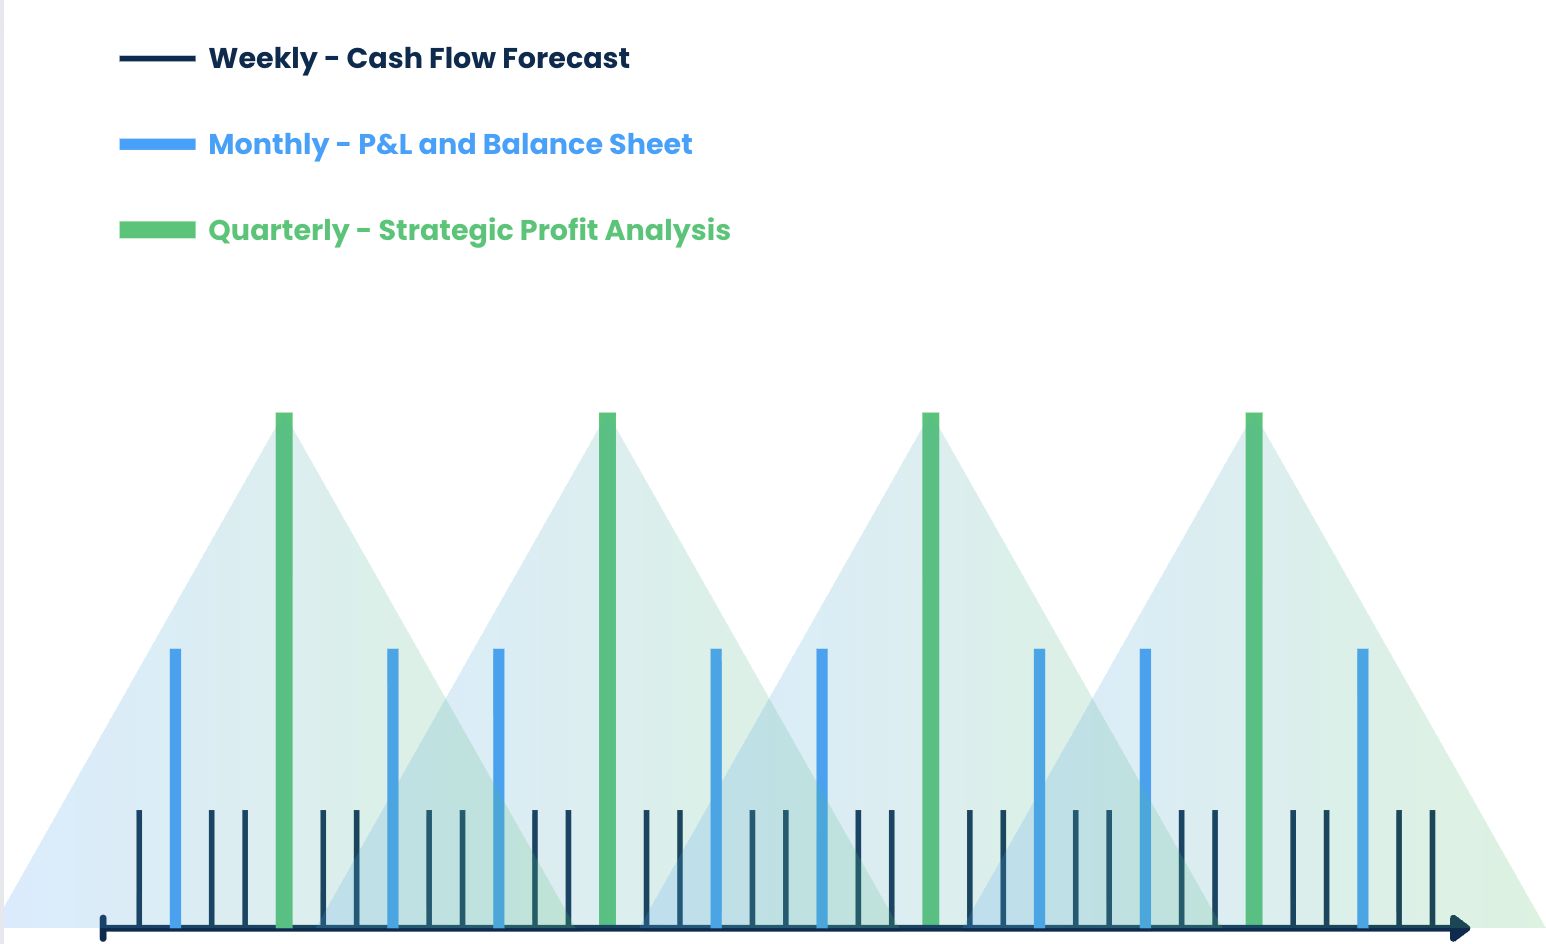 Weekly - Cash Flow Forecast
Monthly - P&L and Balance Sheet
Quarterly - Strategic Profit Analysis